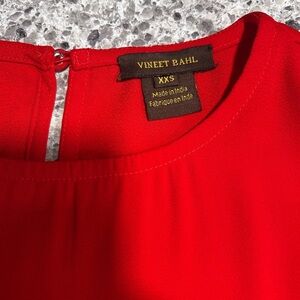 VINEET BAHL
XXS
Made in India
Fabriqué en Inde